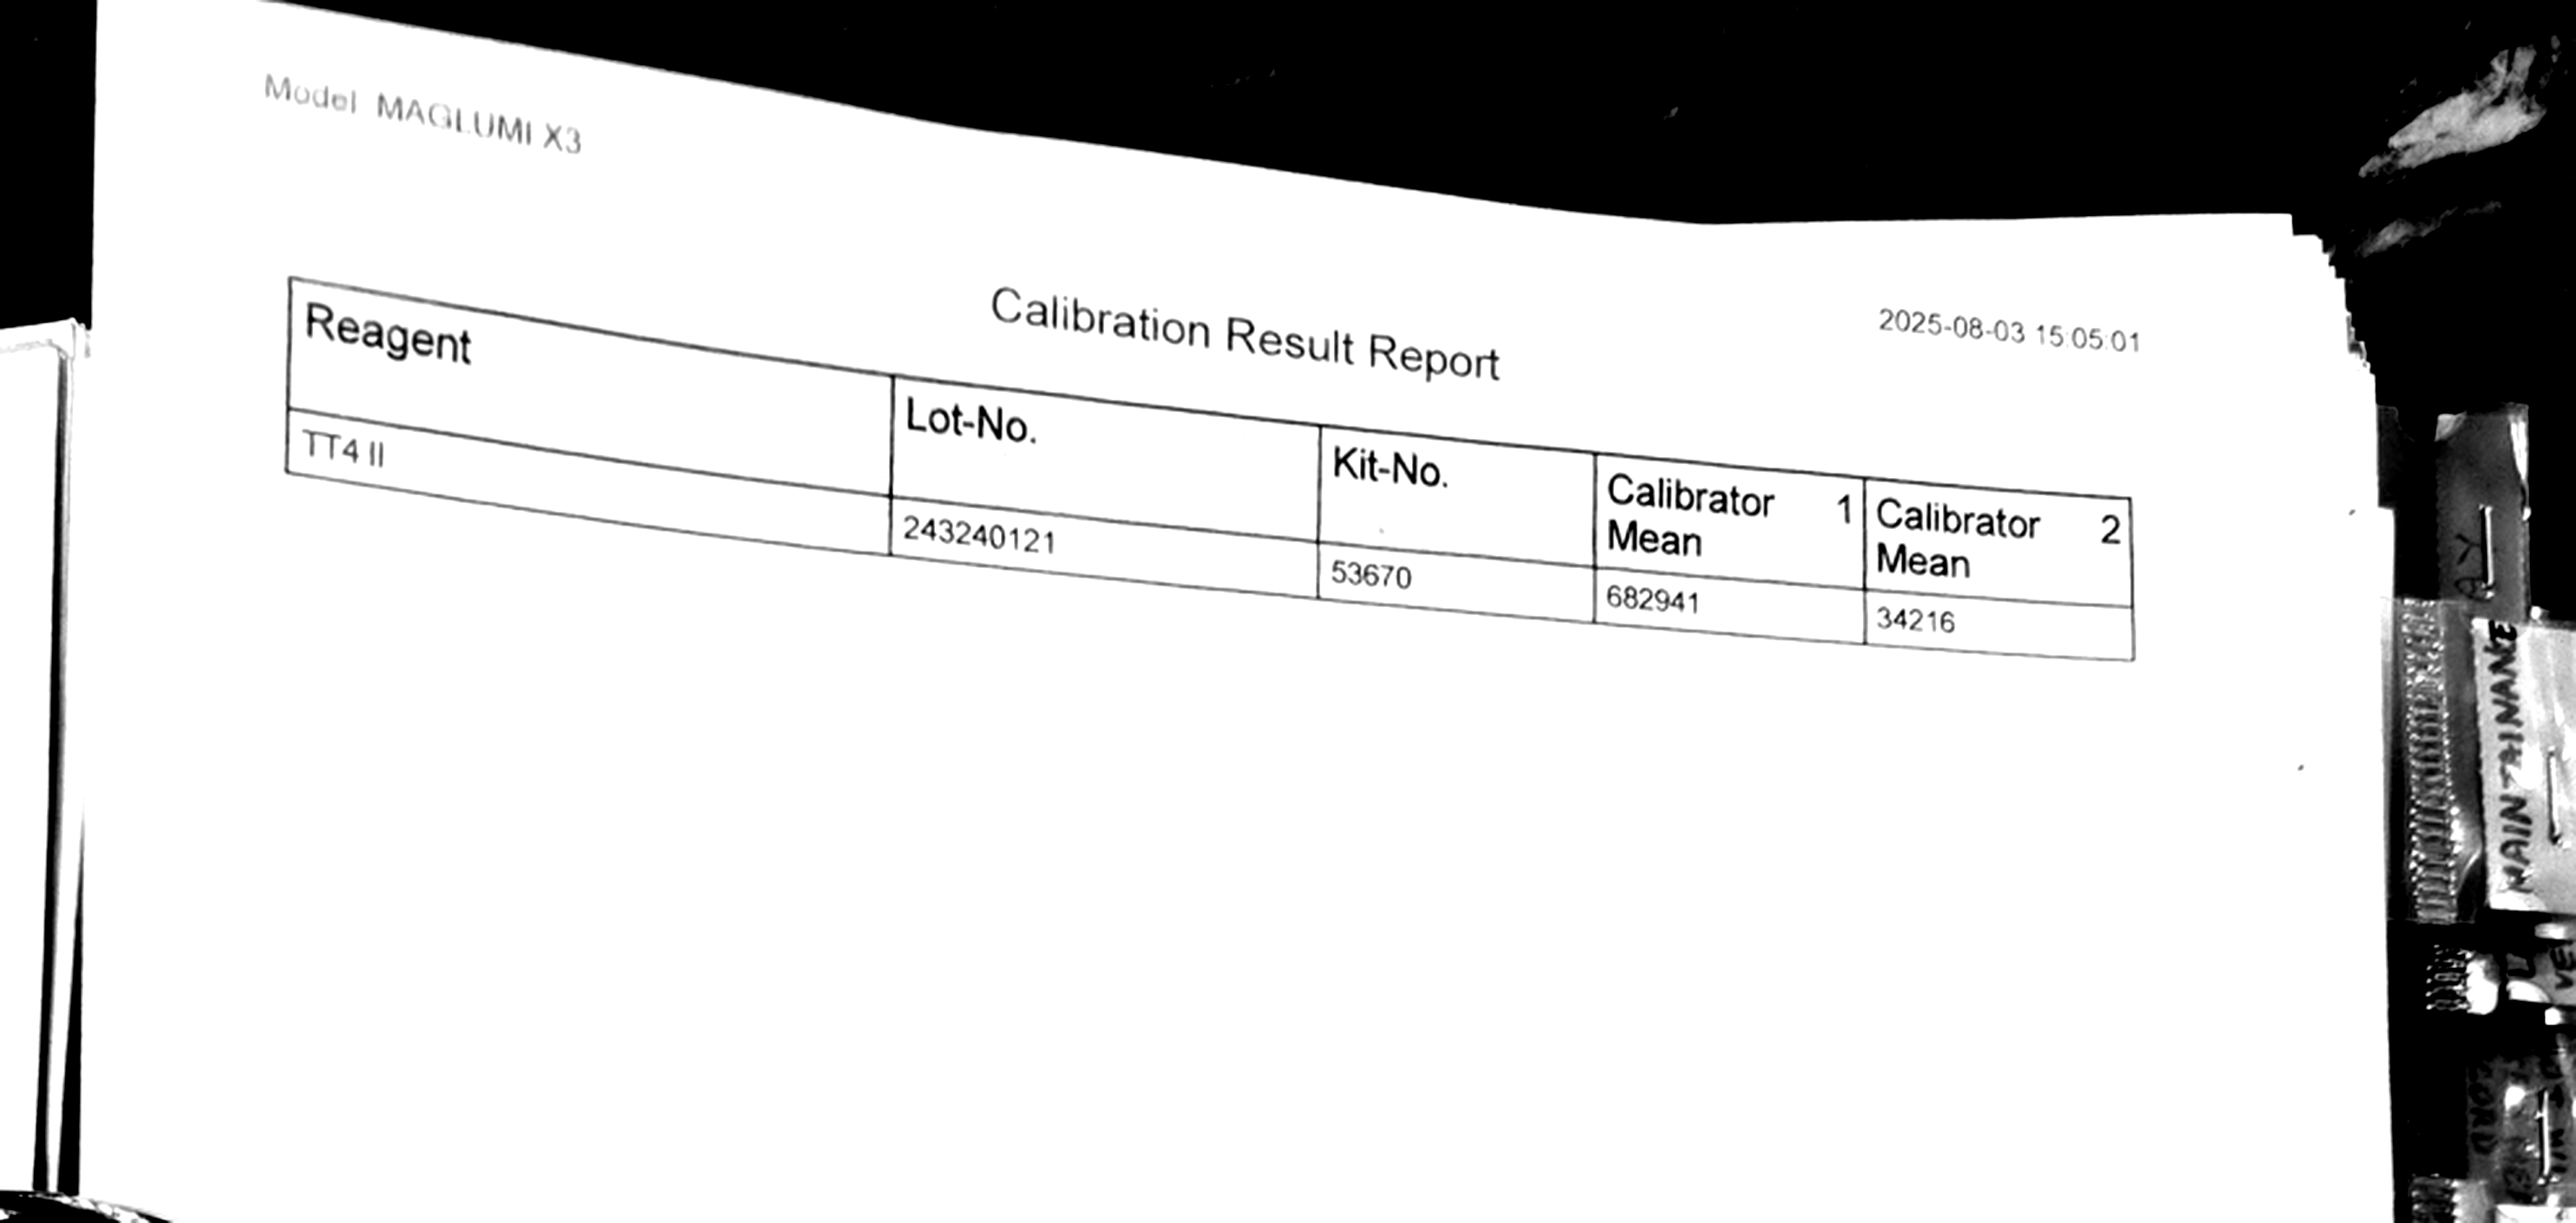 Model MAGLUMI X3
Calibration Result Report
2025-08-03 15:05:01
Reagent Lot-No. Kit-No. Calibrator 1 Mean Calibrator 2 Mean
TT4 II 243240121 53670 682941 34216
MAINTAINANCE